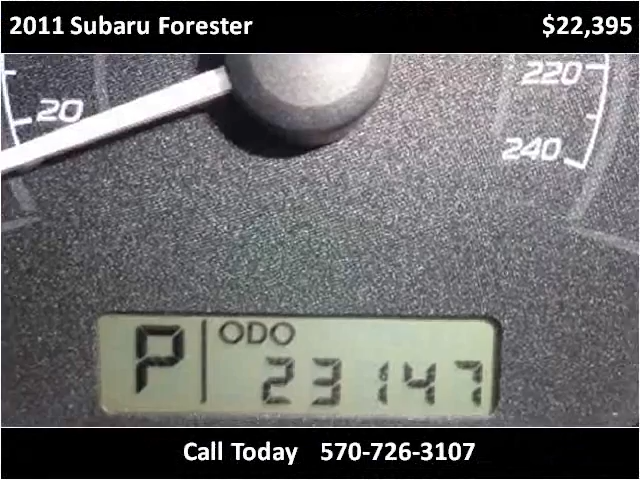 2011 Subaru Forester $22,395
20 220
240
P ODO
23147
Call Today 570-726-3107